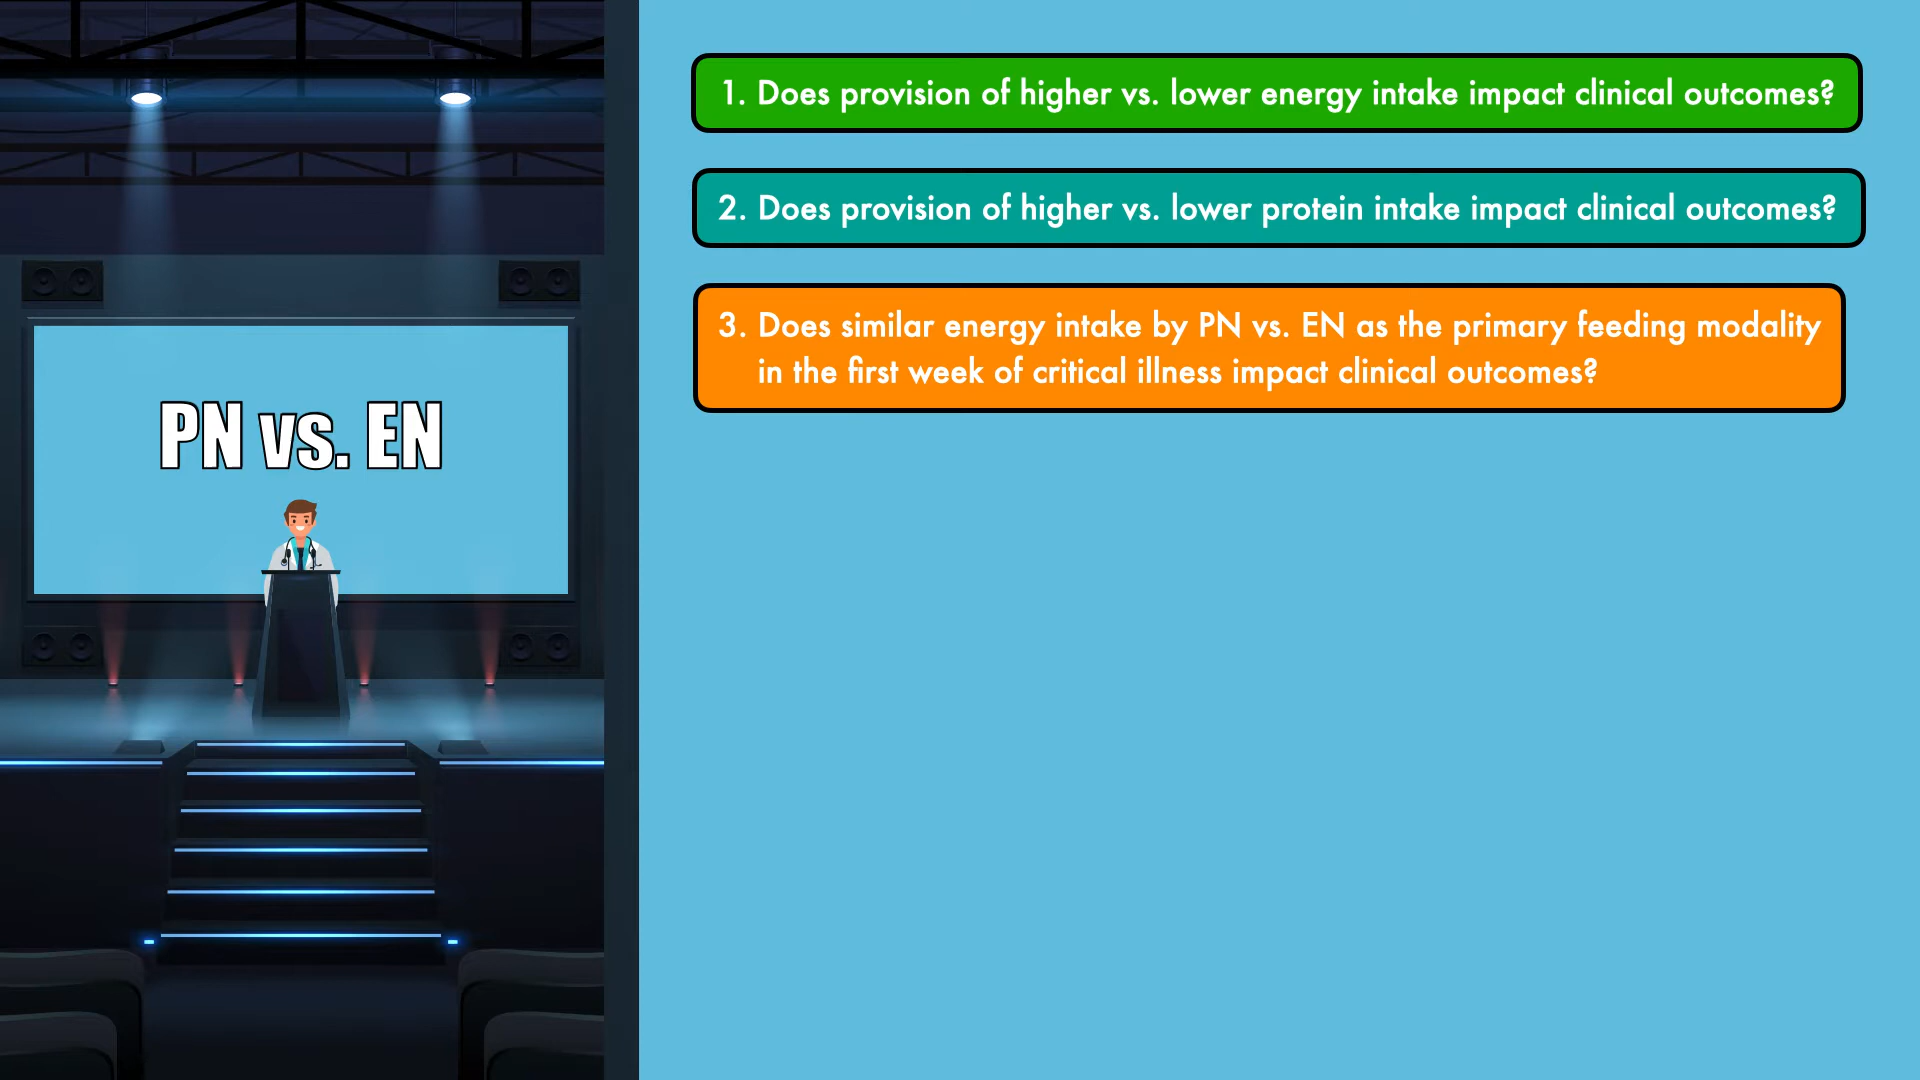 PN vs. EN
1. Does provision of higher vs. lower energy intake impact clinical outcomes?
2. Does provision of higher vs. lower protein intake impact clinical outcomes?
3. Does similar energy intake by PN vs. EN as the primary feeding modality
in the first week of critical illness impact clinical outcomes?